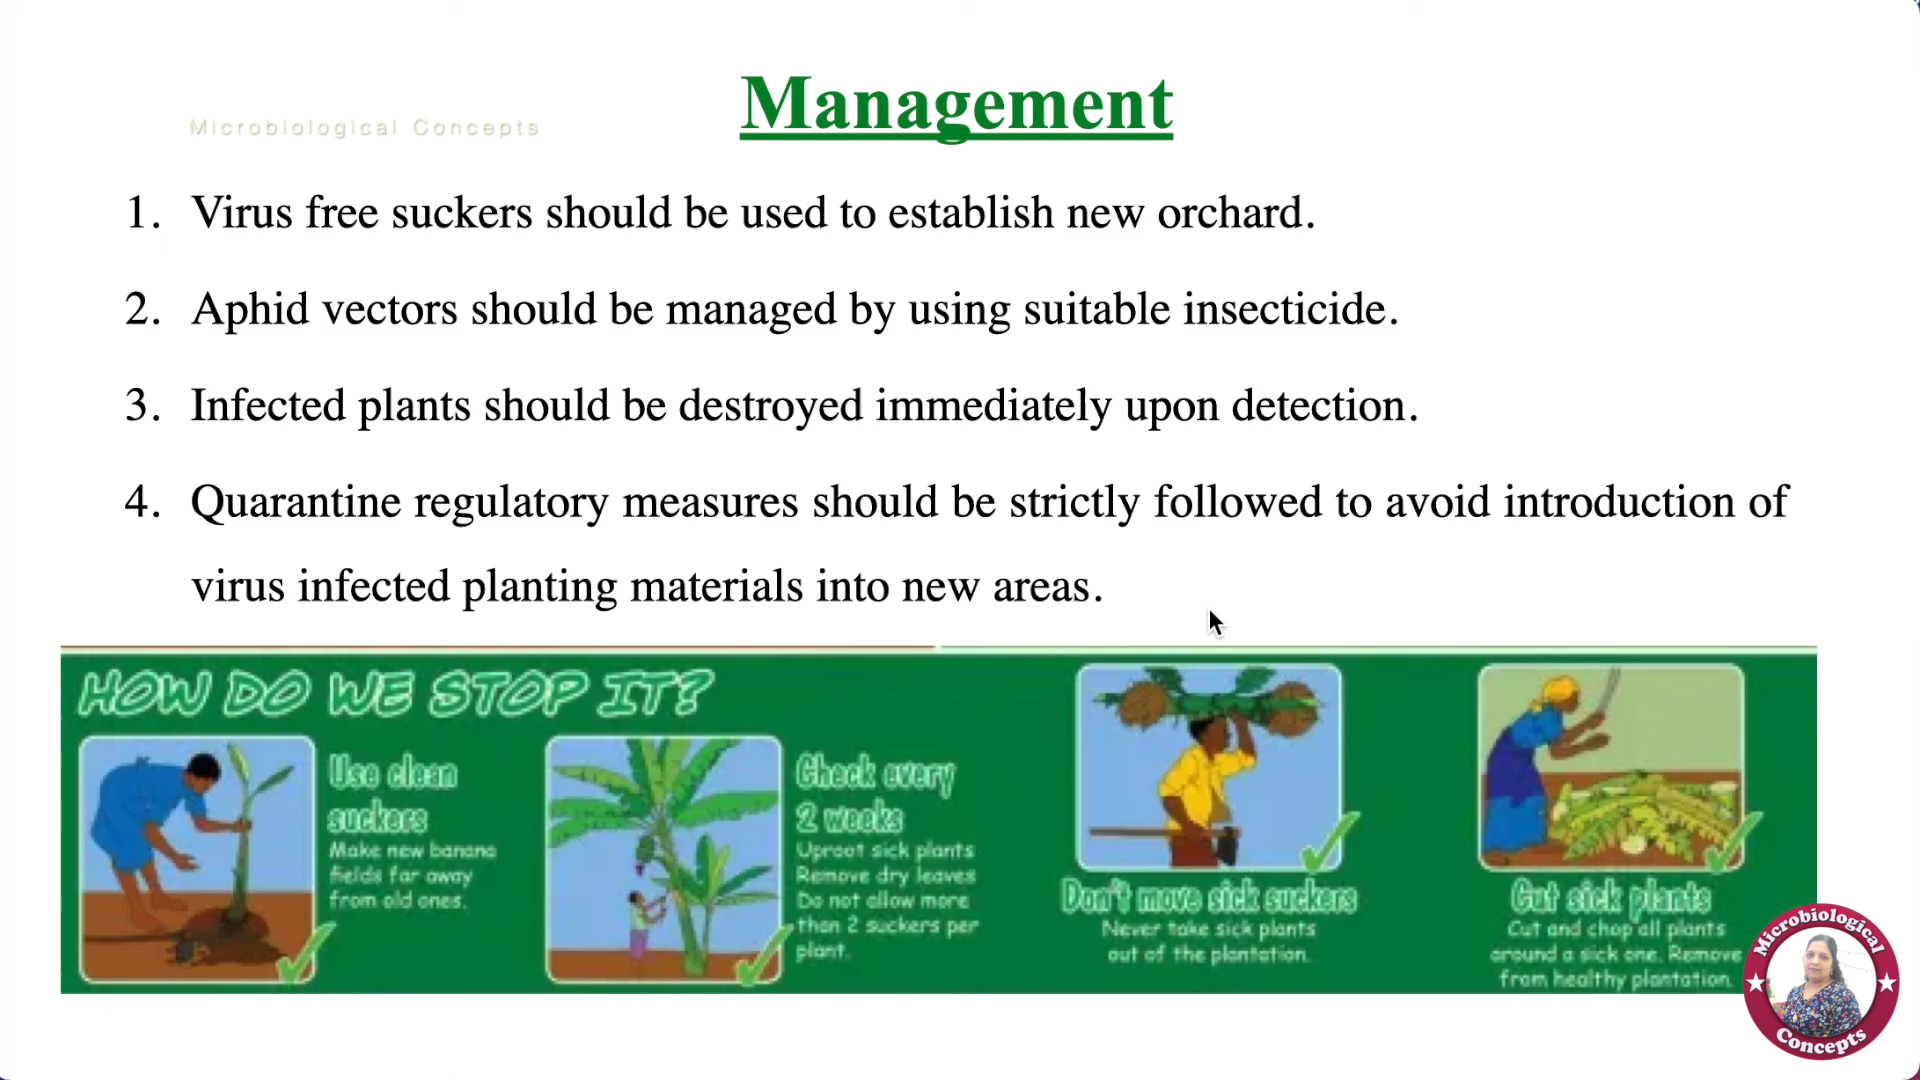 Management
Microbiological Concepts
1. Virus free suckers should be used to establish new orchard.
2. Aphid vectors should be managed by using suitable insecticide.
3. Infected plants should be destroyed immediately upon detection.
4. Quarantine regulatory measures should be strictly followed to avoid introduction of
virus infected planting materials into new areas.
HOW DO WE STOP IT?
Use clean
suckers
Make new banana
fields far away
from old ones.
Check every
2 weeks
Uproot sick plants
Remove dry leaves
Do not allow more
than 2 suckers per
plant.
Don't move sick suckers
Never take sick plants
out of the plantation.
Cut sick plants
Cut and chop all plants
around a sick one. Remove
from healthy plantation.
Microbiological
Concepts